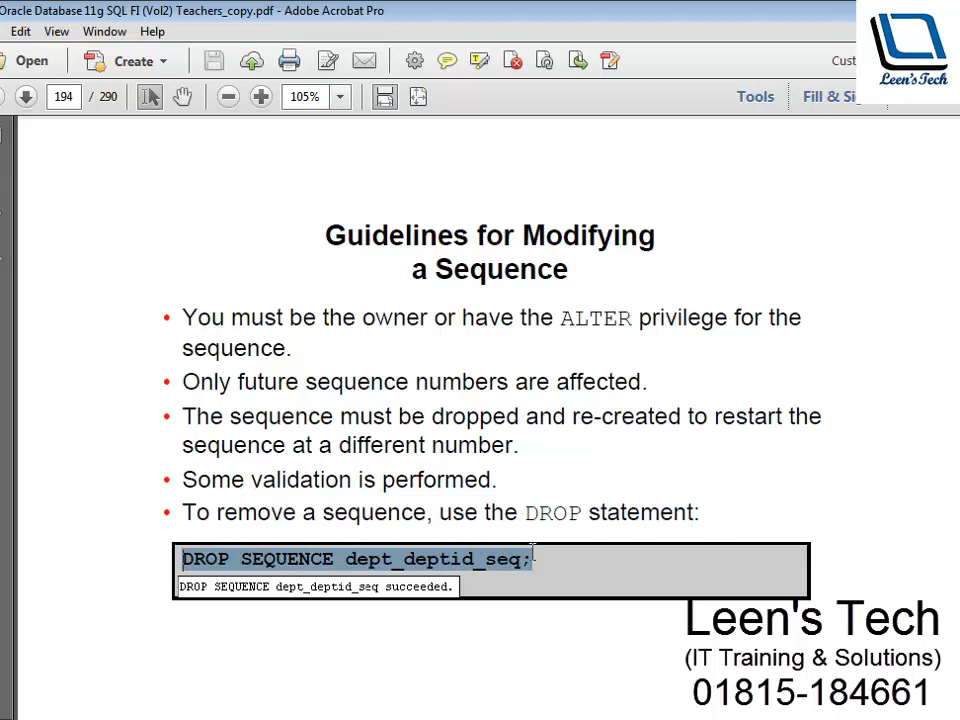 Oracle Database 11g SQL FI (Vol2) Teachers_copy.pdf - Adobe Acrobat Pro
Edit View Window Help
Open Create Cust
194 / 290 105% Tools Fill & Si
Leen'sTech
Guidelines for Modifying
a Sequence
• You must be the owner or have the ALTER privilege for the
sequence.
• Only future sequence numbers are affected.
• The sequence must be dropped and re-created to restart the
sequence at a different number.
• Some validation is performed.
• To remove a sequence, use the DROP statement:
DROP SEQUENCE dept_deptid_seq;
DROP SEQUENCE dept_deptid_seq succeeded.
Leen's Tech
(IT Training & Solutions)
01815-184661